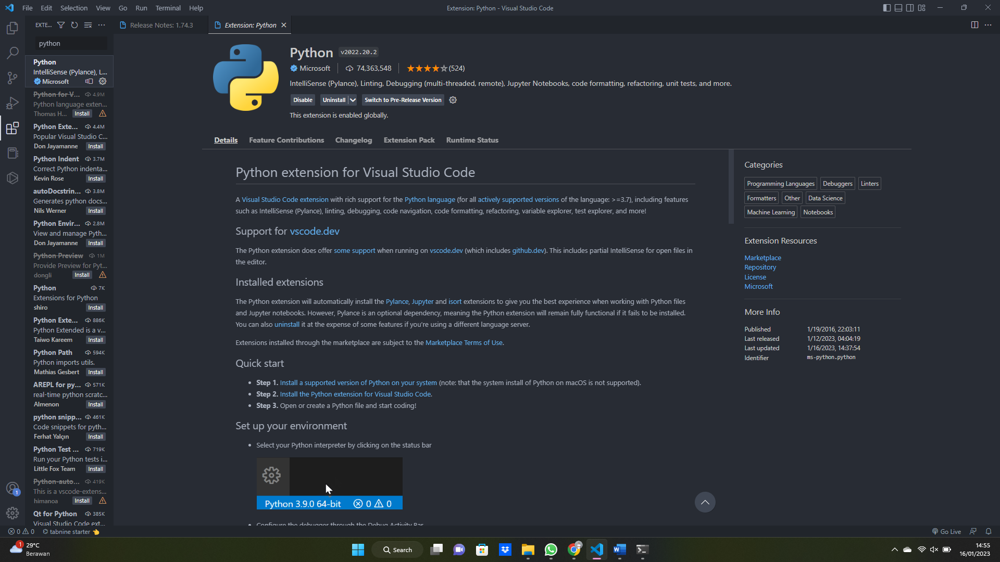 File Edit Selection View Go Run Terminal Help
Extension: Python - Visual Studio Code
EXTE...
Release Notes: 1.74.3
Extension: Python
python
Python
IntelliSense (Pylance), L...
Microsoft
Python for V... 4.9M
Python language exten...
Thomas H... Install
Python Exte... 4.4M
Popular Visual Studio C...
Don Jayamanne Install
Python Indent 3.7M
Correct Python indenta...
Kevin Rose Install
autoDocstrin... 3.8M
Generates python docs...
Nils Werner Install
Python Envir... 2.8M
View and manage Pyth...
Don Jayamanne Install
Python Preview 1M
Provide Preview for Pyt...
dongli Install
Python 7K
Extensions for Python
shiro Install
Python Exte... 886K
Python Extended is a v...
Taiwo Kareem Install
Python Path 594K
Python imports utils.
Mathias Gesbert Install
AREPL for py... 571K
real-time python scratc...
Almenon Install
python snipp... 461K
Code snippets for pyth...
Ferhat Yalçın Install
Python Test ... 719K
Run your Python tests i...
Little Fox Team Install
Python-auto... 419K
This is a vscode-extens...
himanoa Install
Qt for Python 385K
Visual Studio Code ext...
Python v2022.20.2
Microsoft 74,363,548 (524)
IntelliSense (Pylance), Linting, Debugging (multi-threaded, remote), Jupyter Notebooks, code formatting, refactoring, unit tests, and more.
Disable Uninstall Switch to Pre-Release Version
This extension is enabled globally.
Details Feature Contributions Changelog Extension Pack Runtime Status
Python extension for Visual Studio Code
A Visual Studio Code extension with rich support for the Python language (for all actively supported versions of the language: >=3.7), including features
such as IntelliSense (Pylance), linting, debugging, code navigation, code formatting, refactoring, variable explorer, test explorer, and more!
Support for vscode.dev
The Python extension does offer some support when running on vscode.dev (which includes github.dev). This includes partial IntelliSense for open files in
the editor.
Installed extensions
The Python extension will automatically install the Pylance, Jupyter and isort extensions to give you the best experience when working with Python files
and Jupyter notebooks. However, Pylance is an optional dependency, meaning the Python extension will remain fully functional if it fails to be installed.
You can also uninstall it at the expense of some features if you're using a different language server.
Extensions installed through the marketplace are subject to the Marketplace Terms of Use.
Quick start
• Step 1. Install a supported version of Python on your system (note: that the system install of Python on macOS is not supported).
• Step 2. Install the Python extension for Visual Studio Code.
• Step 3. Open or create a Python file and start coding!
Set up your environment
• Select your Python interpreter by clicking on the status bar
Python 3.9.0 64-bit 0 0
• Configure the debugger through the Debug Activity Bar
Categories
Programming Languages Debuggers Linters
Formatters Other Data Science
Machine Learning Notebooks
Extension Resources
Marketplace
Repository
License
Microsoft
More Info
Published 1/19/2016, 22:03:11
Last released 1/12/2023, 04:04:19
Last updated 1/16/2023, 14:37:54
Identifier ms-python.python
1
0 0 tabnine starter
Go Live
1
29°C
Berawan
Search
14:55
16/01/2023